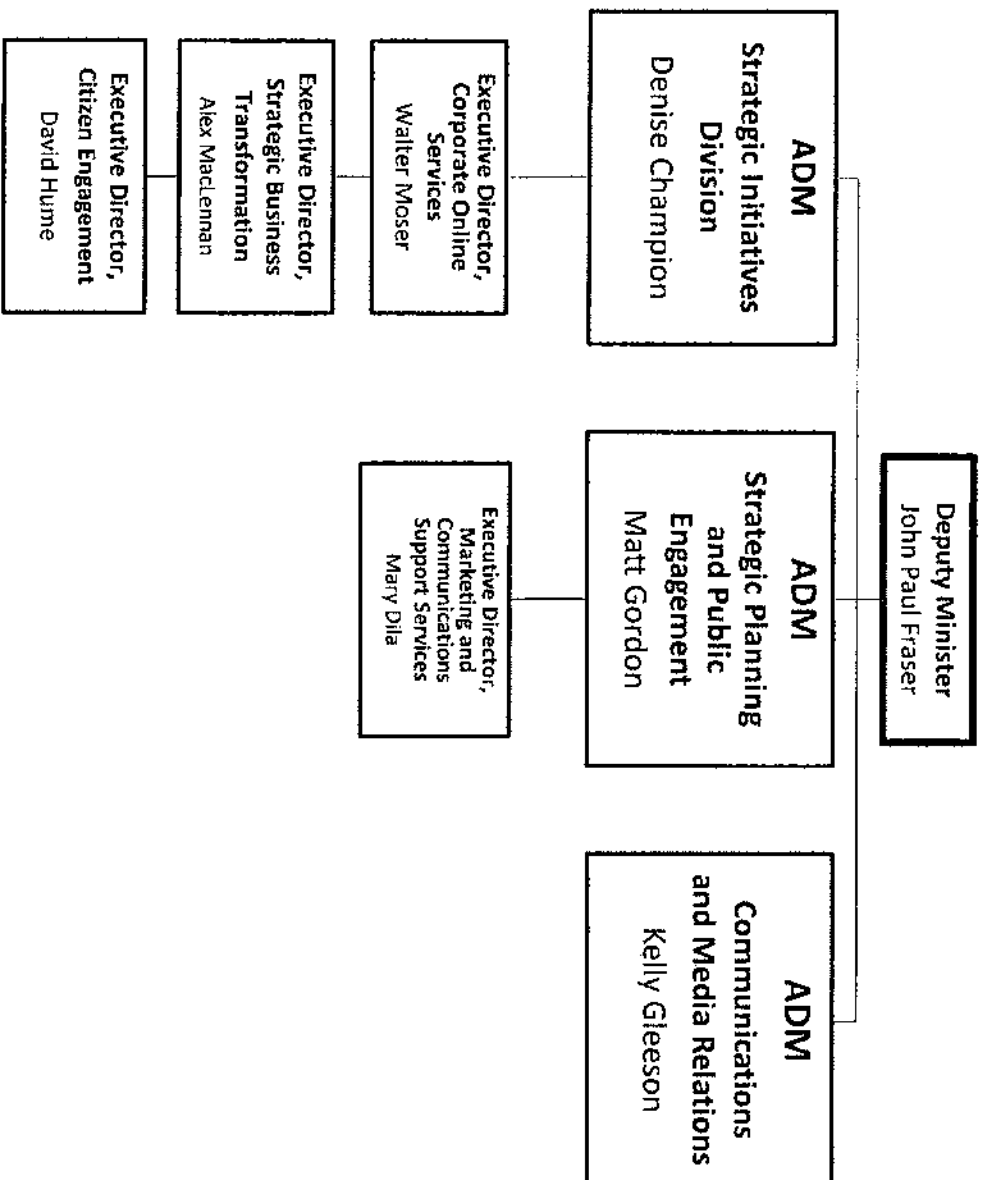 Deputy Minister
John Paul Fraser
ADM
Strategic Initiatives
Division
Denise Champion
ADM
Strategic Planning
and Public
Engagement
Matt Gordon
ADM
Communications
and Media Relations
Kelly Gleeson
Executive Director,
Corporate Online
Services
Walter Moser
Executive Director,
Strategic Business
Transformation
Alex MacLennan
Executive Director,
Citizen Engagement
David Hume
Executive Director,
Marketing and
Communications
Support Services
Mary Dila